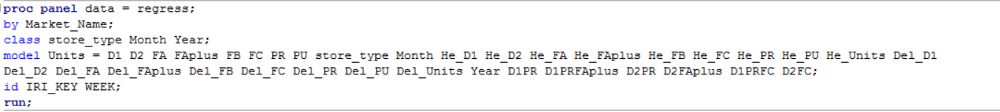 proc panel data = regress;
by Market_Name;
class store_type Month Year;
model Units = D1 D2 FA FAplus FB FC PR PU store_type Month He_D1 He_D2 He_FA He_FAplus He_FB He_FC He_PR He_PU He_Units Del_D1
Del_D2 Del_FA Del_FAplus Del_FB Del_FC Del_PR Del_PU Del_Units Year D1PR D1PRFAplus D2PR D2FAplus D1PRFC D2FC;
id IRI_KEY WEEK;
run;